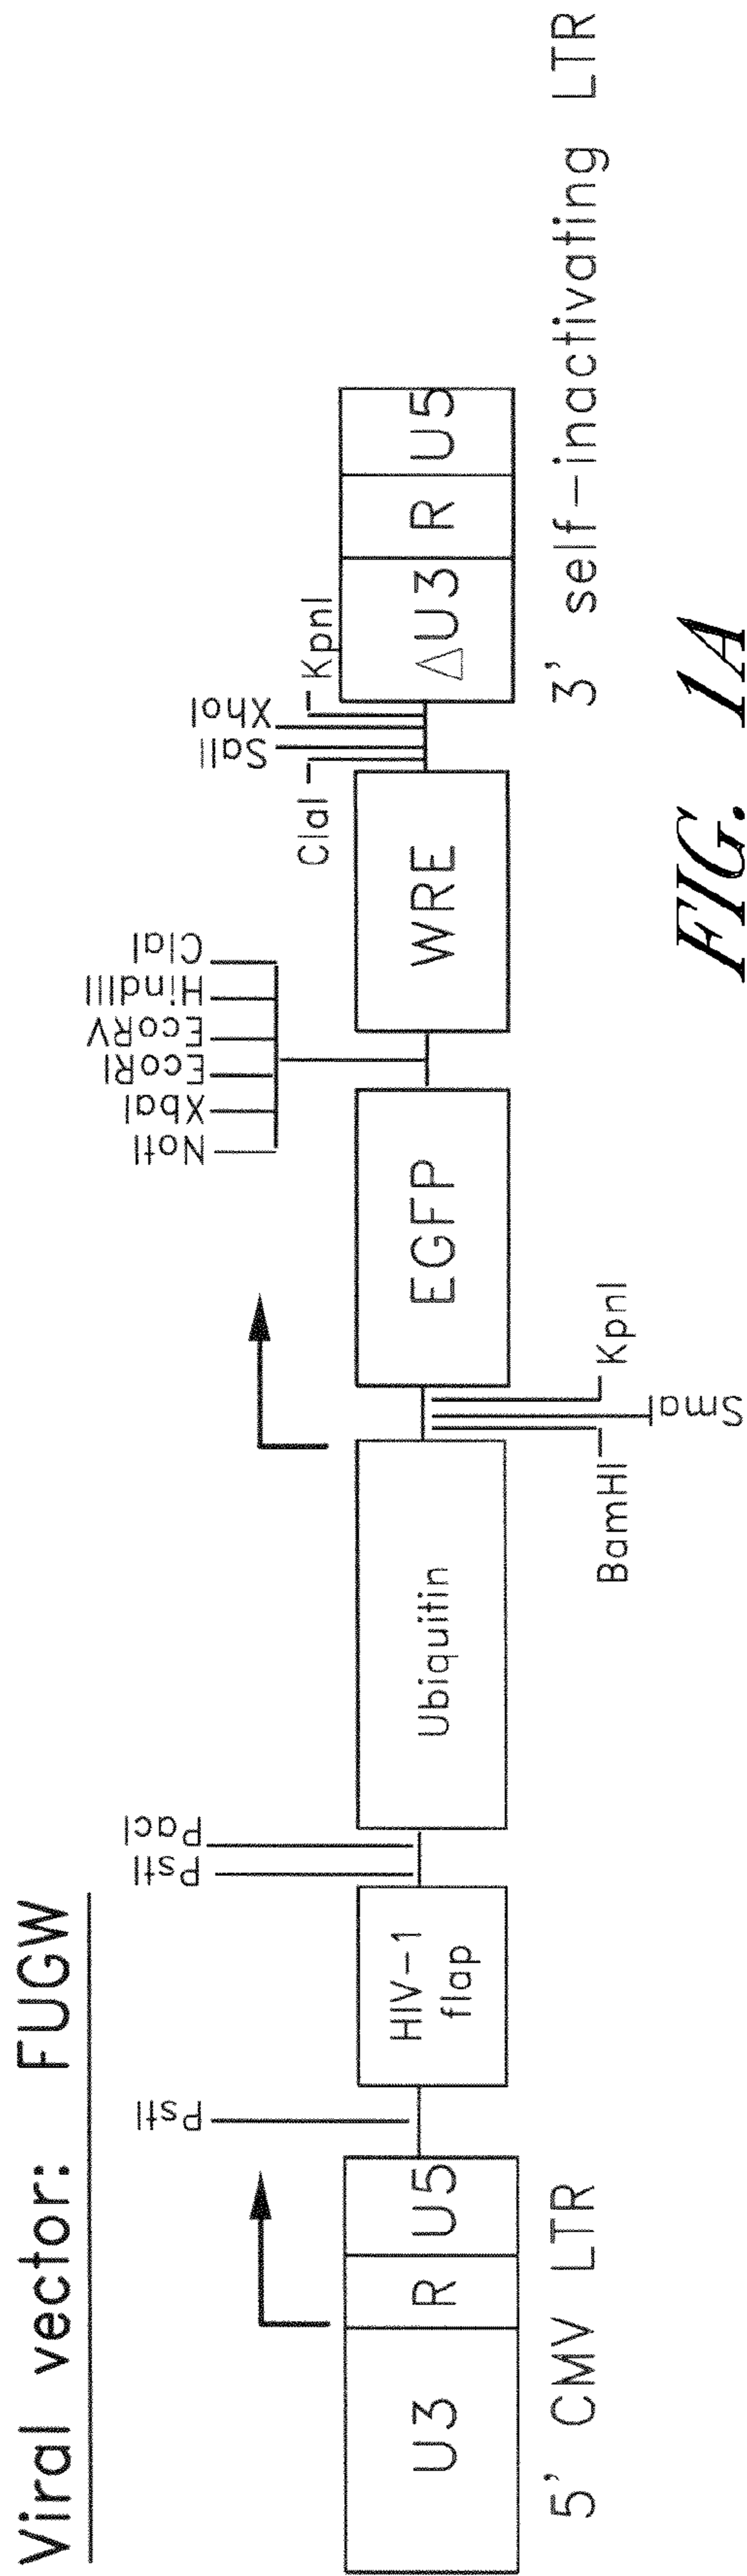 Viral vector: FUGW
PstI
PstI
PacI
NotI
XbaI
EcoRI
EcoRV
HindIII
ClaI
ClaI
SalI
XhoI
KpnI
U3
R
U5
HIV-1
flap
Ubiquitin
EGFP
WRE
ΔU3
R
U5
BamHI
SmaI
KpnI
5' CMV LTR
3' self-inactivating LTR
FIG. 1A